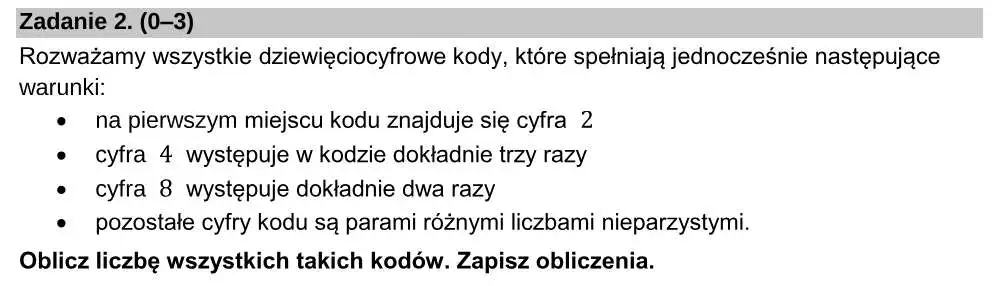 Zadanie 2. (0–3)
Rozważamy wszystkie dziewięciocyfrowe kody, które spełniają jednocześnie następujące
warunki:
• na pierwszym miejscu kodu znajduje się cyfra 2
• cyfra 4 występuje w kodzie dokładnie trzy razy
• cyfra 8 występuje dokładnie dwa razy
• pozostałe cyfry kodu są parami różnymi liczbami nieparzystymi.
Oblicz liczbę wszystkich takich kodów. Zapisz obliczenia.